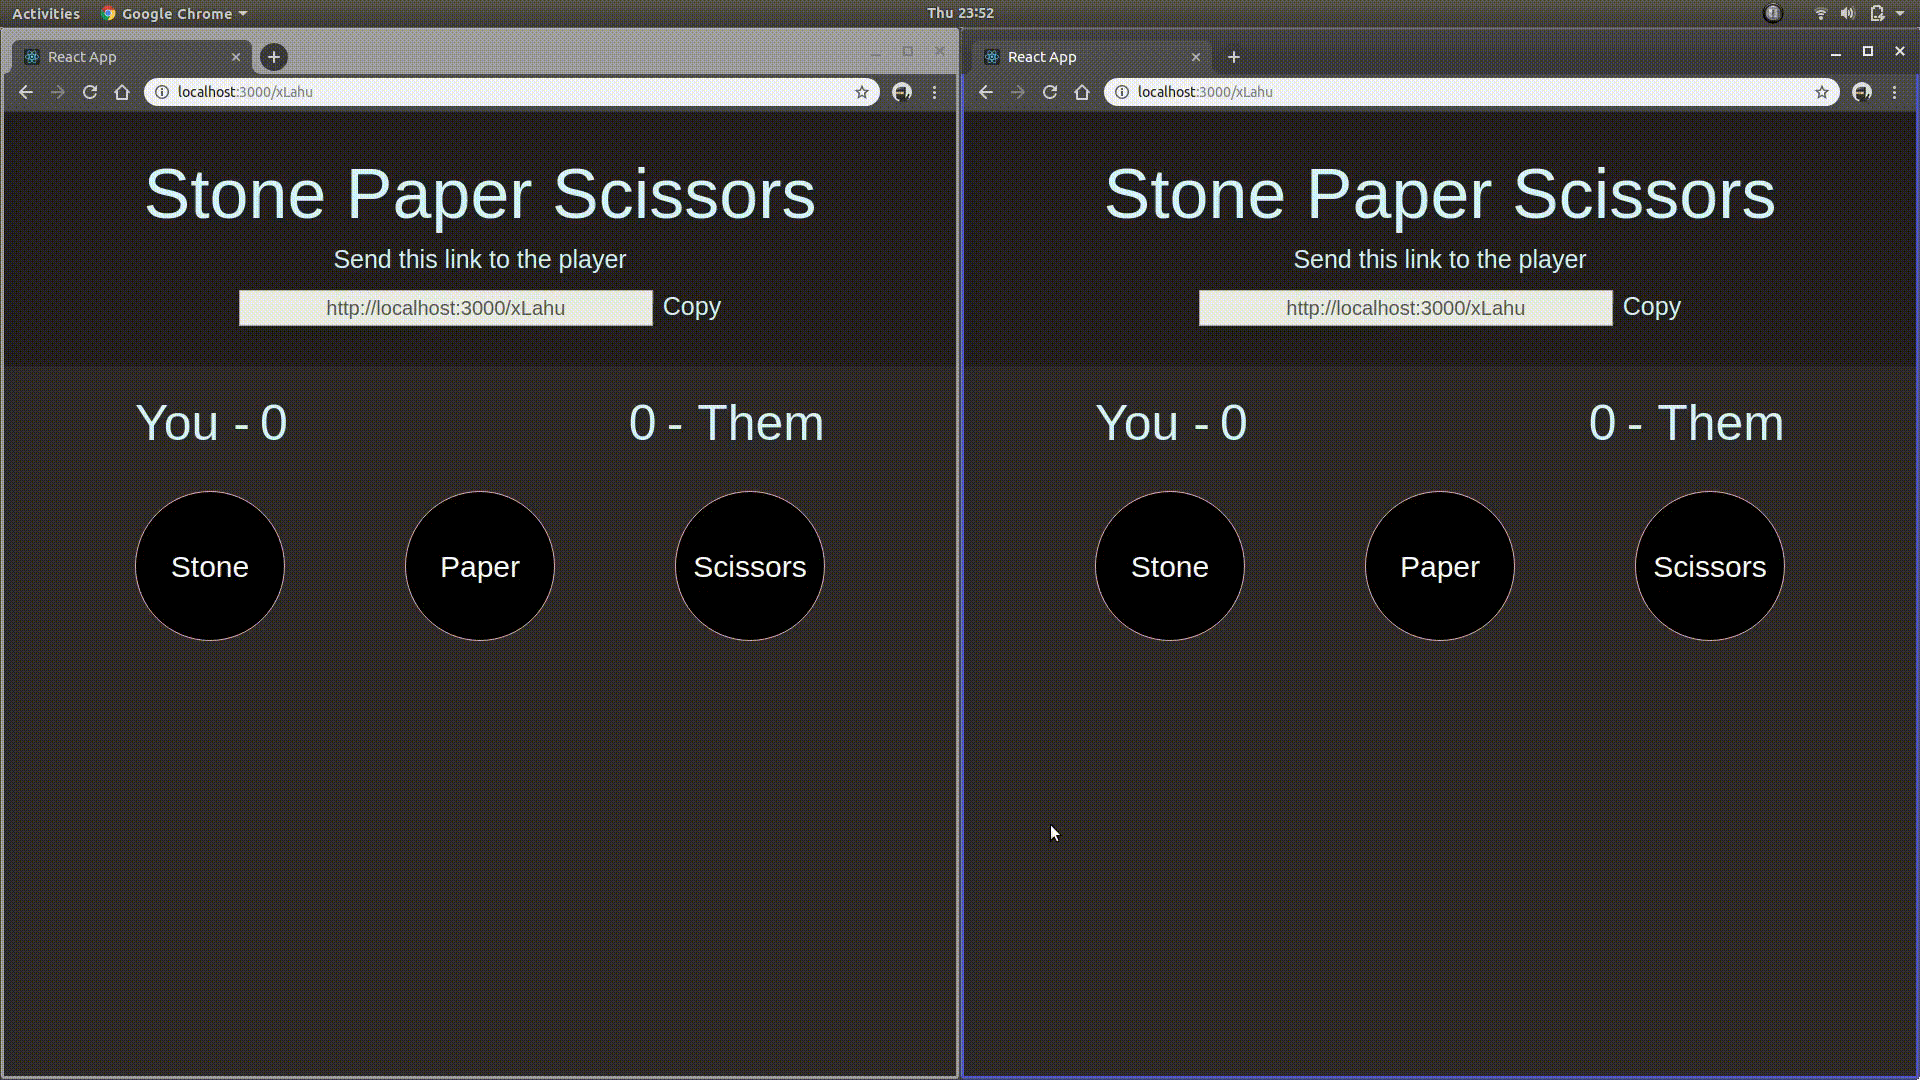 Activities Google Chrome Thu 23:52
React App
localhost:3000/xLahu
Stone Paper Scissors
Send this link to the player
http://localhost:3000/xLahu Copy
You - 0 0 - Them
Stone Paper Scissors
React App
localhost:3000/xLahu
Stone Paper Scissors
Send this link to the player
http://localhost:3000/xLahu Copy
You - 0 0 - Them
Stone Paper Scissors